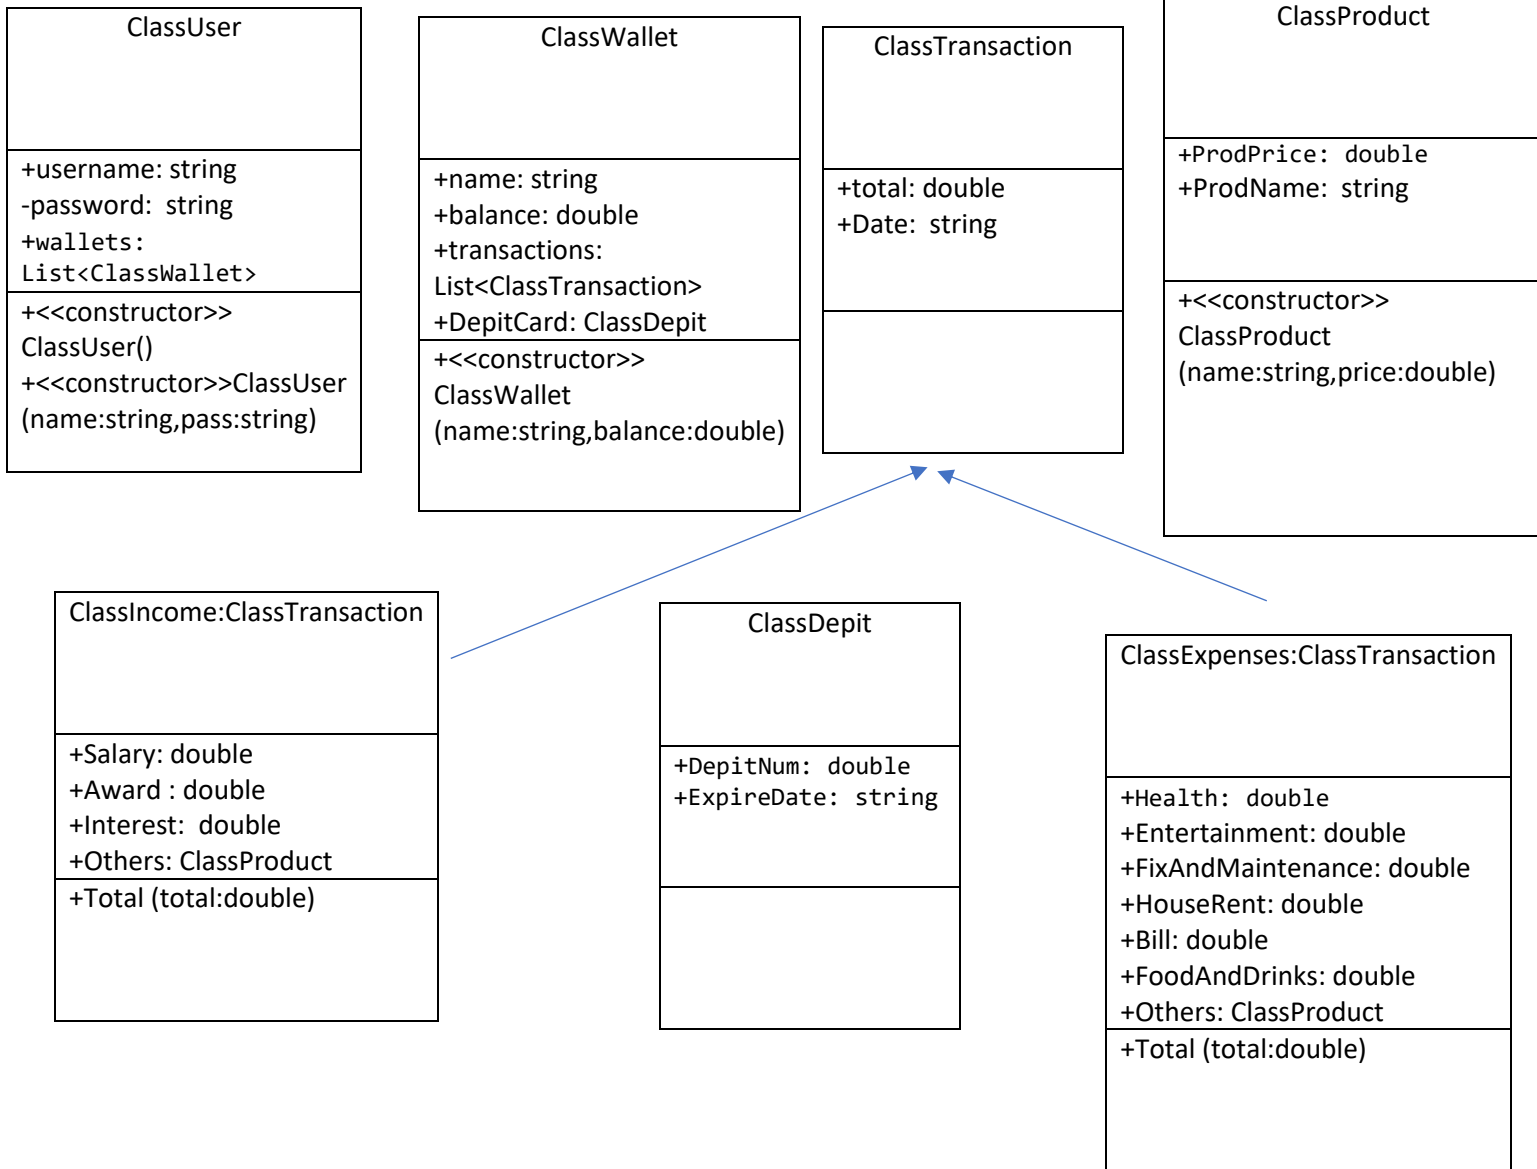 ClassUser
+username: string
-password:  string
+wallets:
List<ClassWallet>
+<<constructor>>
ClassUser()
+<<constructor>>ClassUser
(name:string,pass:string)
ClassWallet
+name: string
+balance: double
+transactions:
List<ClassTransaction>
+DepitCard: ClassDepit
+<<constructor>>
ClassWallet
(name:string,balance:double)
ClassTransaction
+total: double
+Date:  string
ClassProduct
+ProdPrice: double
+ProdName:  string
+<<constructor>>
ClassProduct
(name:string,price:double)
ClassIncome:ClassTransaction
+Salary: double
+Award : double
+Interest:  double
+Others: ClassProduct
+Total (total:double)
ClassDepit
+DepitNum: double
+ExpireDate: string
ClassExpenses:ClassTransaction
+Health: double
+Entertainment: double
+FixAndMaintenance: double
+HouseRent: double
+Bill: double
+FoodAndDrinks: double
+Others: ClassProduct
+Total (total:double)